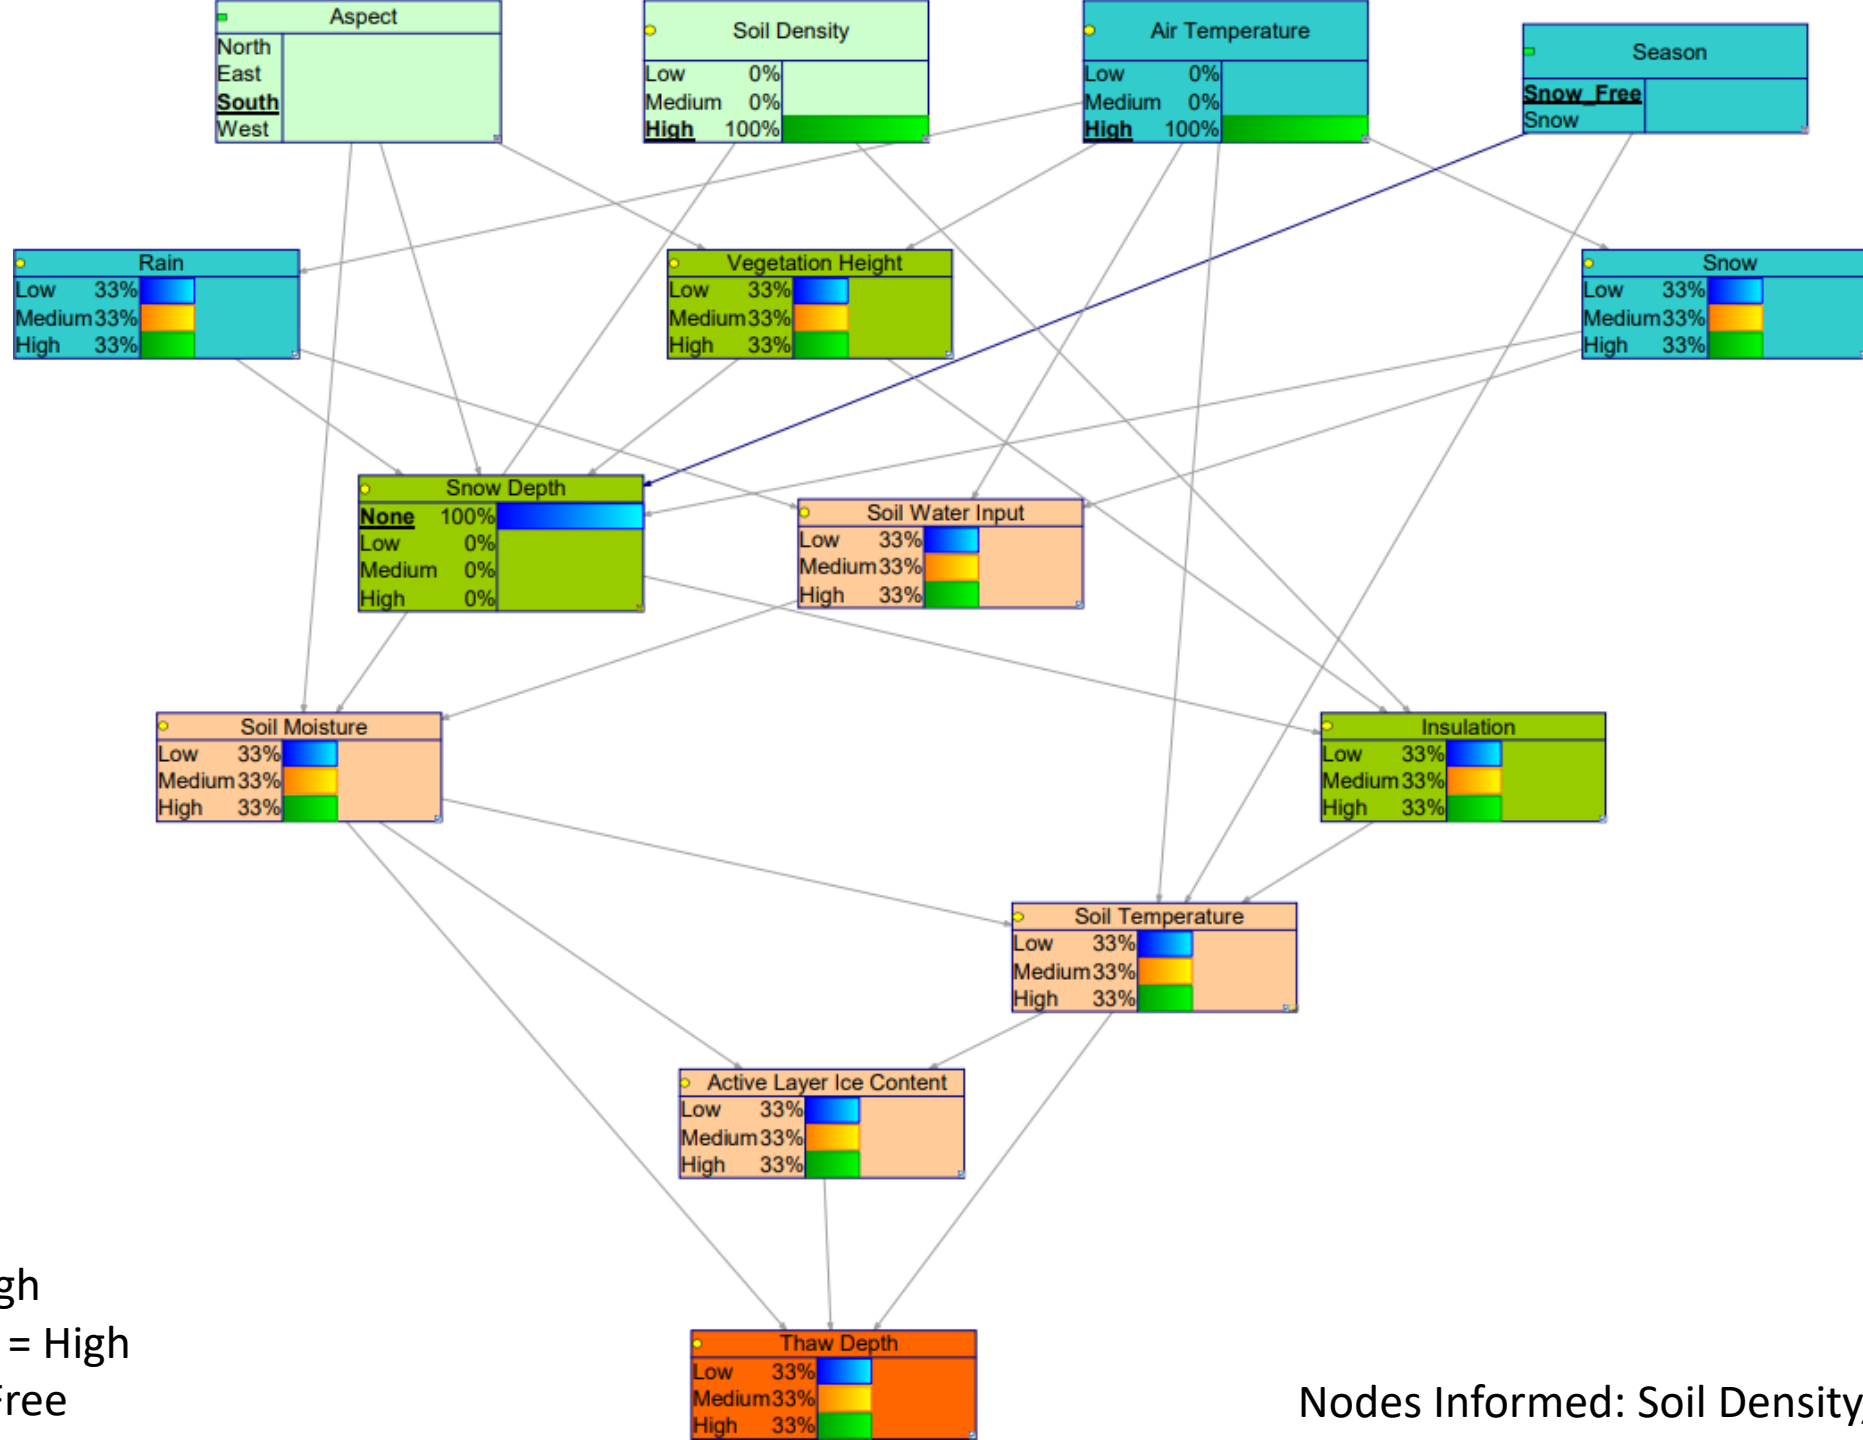 Aspect
North
East
South
West
Soil Density
Low 0%
Medium 0%
High 100%
Air Temperature
Low 0%
Medium 0%
High 100%
Season
Snow_Free
Snow
Rain
Low 33%
Medium 33%
High 33%
Vegetation Height
Low 33%
Medium 33%
High 33%
Snow
Low 33%
Medium 33%
High 33%
Snow Depth
None 100%
Low 0%
Medium 0%
High 0%
Soil Water Input
Low 33%
Medium 33%
High 33%
Soil Moisture
Low 33%
Medium 33%
High 33%
Insulation
Low 33%
Medium 33%
High 33%
Soil Temperature
Low 33%
Medium 33%
High 33%
Active Layer Ice Content
Low 33%
Medium 33%
High 33%
Thaw Depth
Low 33%
Medium 33%
High 33%
gh
= High
Free
Nodes Informed: Soil Density,